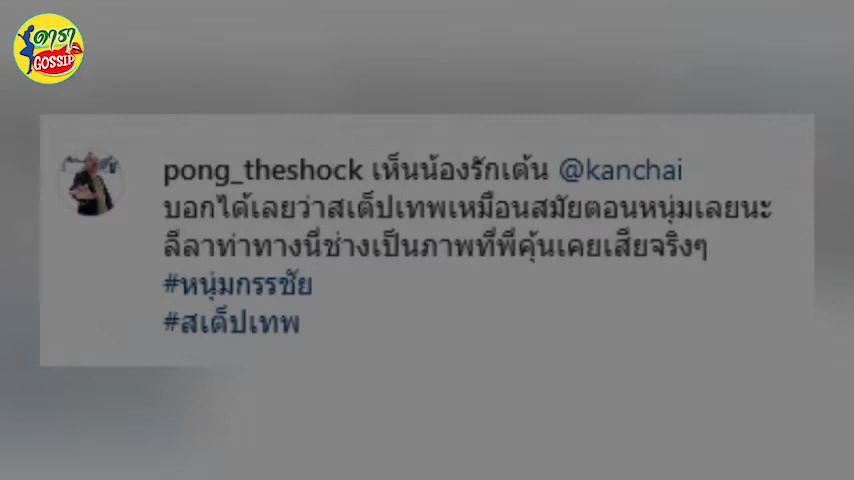 ดารา
GOSSIP
pong_theshock เห็นน้องรักเต้น @kanchai
บอกได้เลยว่าสเต็ปเทพเหมือนสมัยตอนหนุ่มเลยนะ
ลีลาท่าทางนี่ช่างเป็นภาพที่พี่คุ้นเคยเสียจริงๆ
#หนุ่มกรรชัย
#สเต็ปเทพ